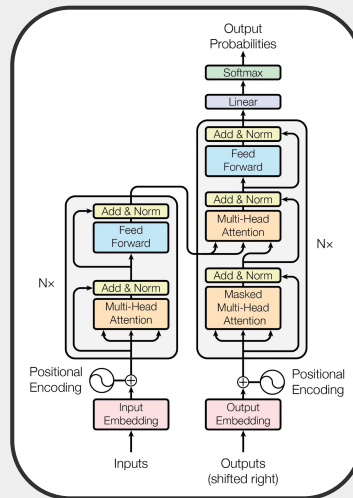 Output
Probabilities
Softmax
Linear
Add & Norm
Feed
Forward
Add & Norm
Multi-Head
Attention
Add & Norm
Masked
Multi-Head
Attention
N×
Add & Norm
Feed
Forward
N×
Add & Norm
Multi-Head
Attention
Positional
Encoding
Positional
Encoding
Input
Embedding
Output
Embedding
Inputs
Outputs
(shifted right)